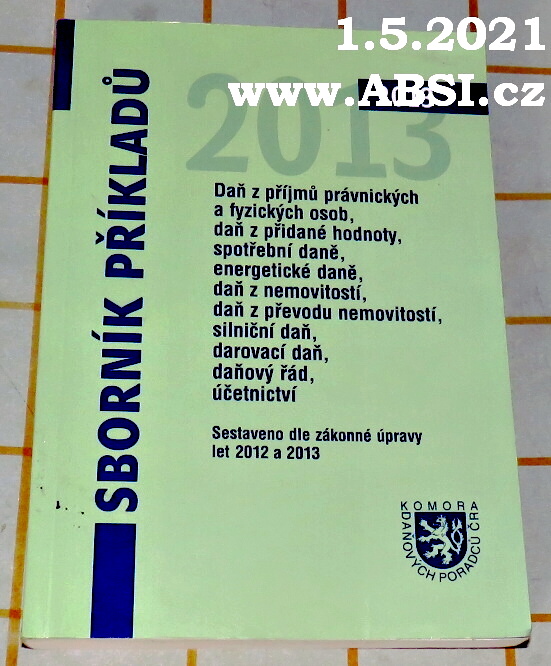 1.5.2021
www.ABSI.cz
2013
SBORNÍK PŘÍKLADŮ
Daň z příjmů právnických
a fyzických osob,
daň z přidané hodnoty,
spotřební daně,
energetické daně,
daň z nemovitostí,
daň z převodu nemovitostí,
silniční daň,
darovací daň,
daňový řád,
účetnictví
Sestaveno dle zákonné úpravy
let 2012 a 2013
KOMORA
DAŇOVÝCH PORADCŮ ČR